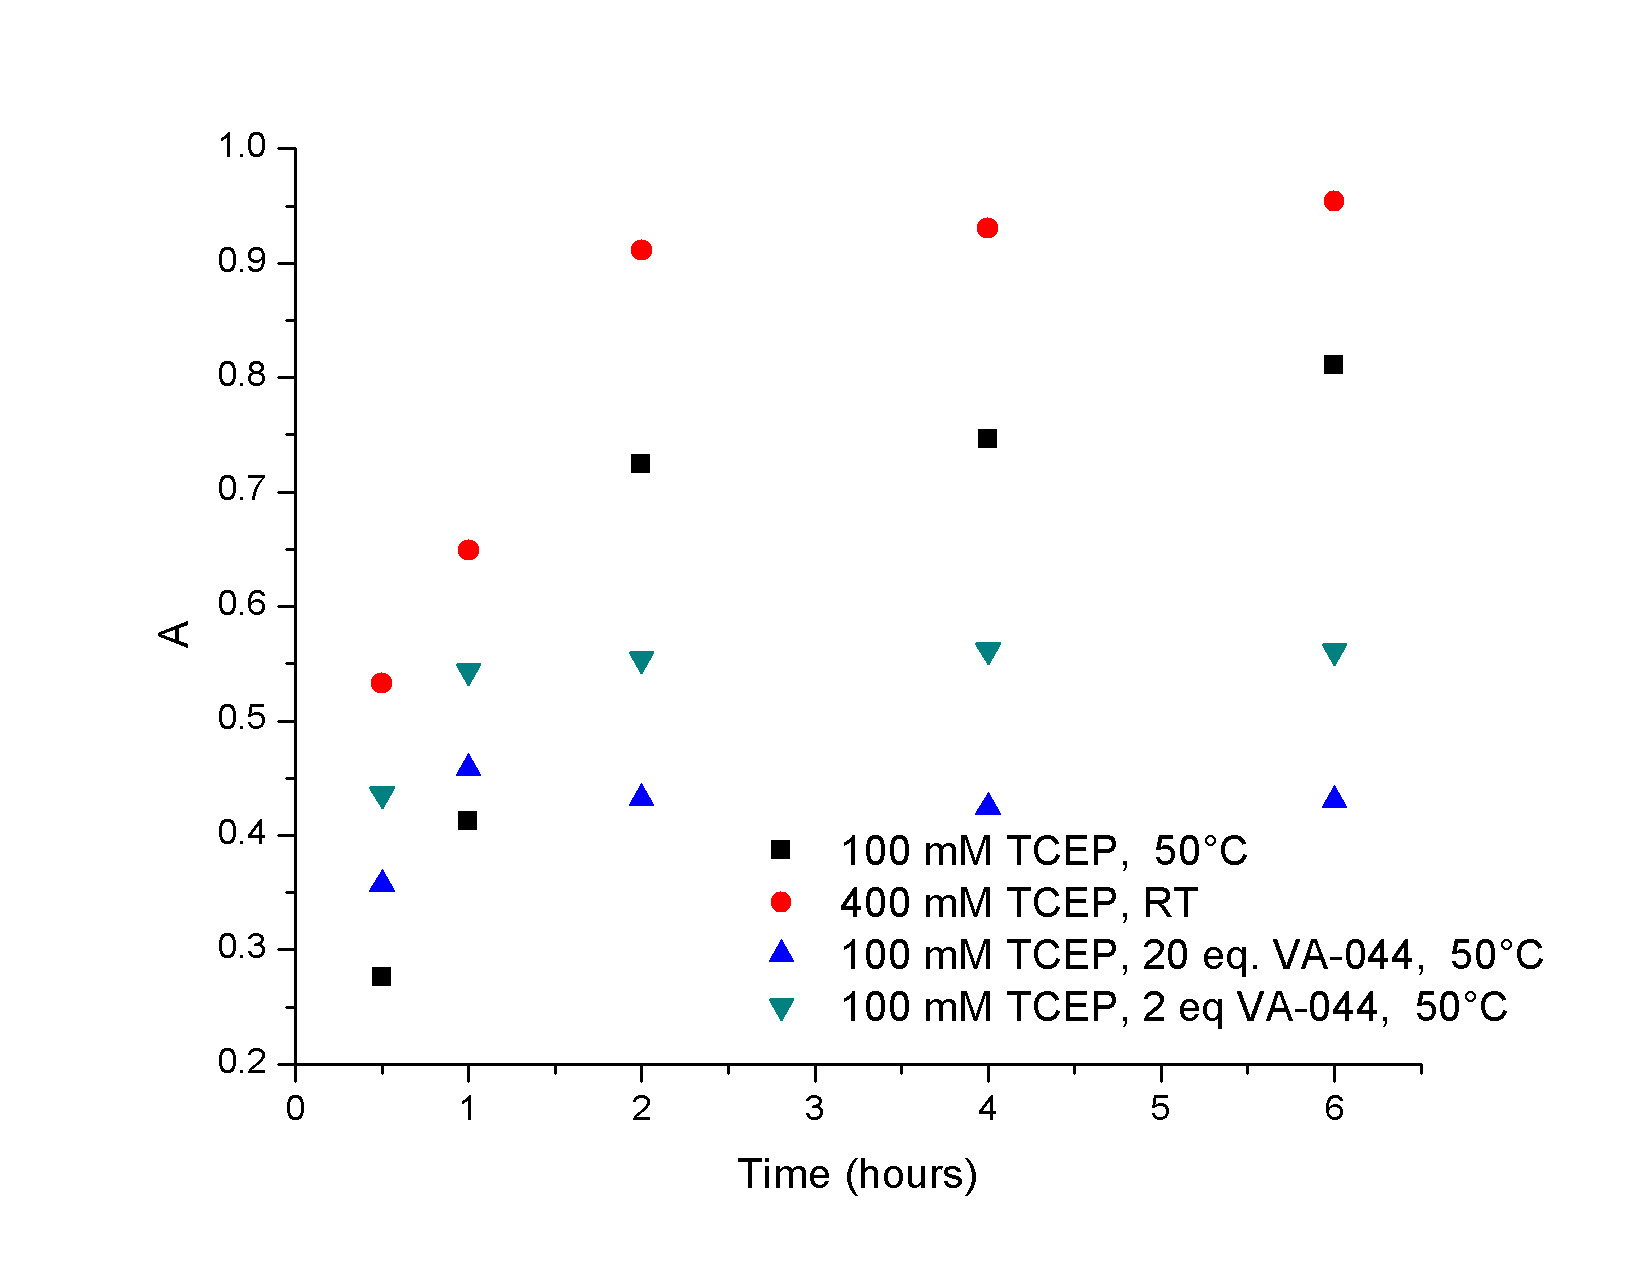 1.0
0.9
0.8
0.7
0.6
0.5
0.4
0.3
0.2
A
100 mM TCEP,  50°C
400 mM TCEP, RT
100 mM TCEP, 20 eq. VA-044,  50°C
100 mM TCEP, 2 eq VA-044,  50°C
0 1 2 3 4 5 6
Time (hours)